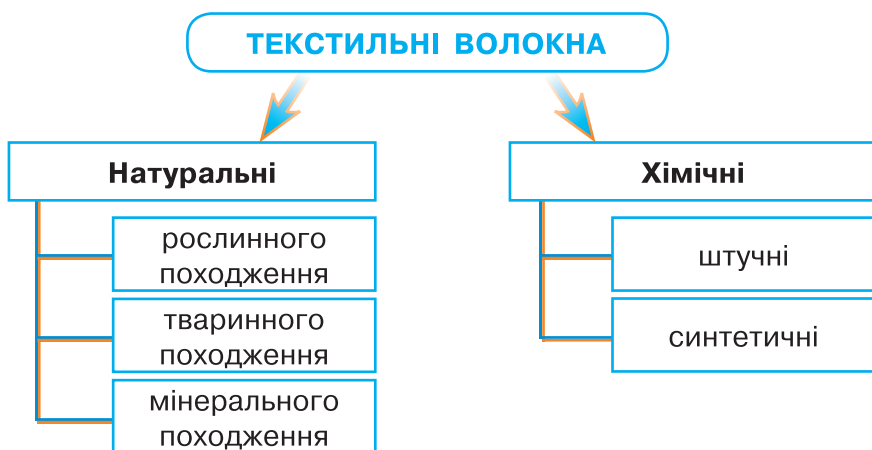 ТЕКСТИЛЬНІ ВОЛОКНА
Натуральні
рослинного
походження
тваринного
походження
мінерального
походження
Хімічні
штучні
синтетичні